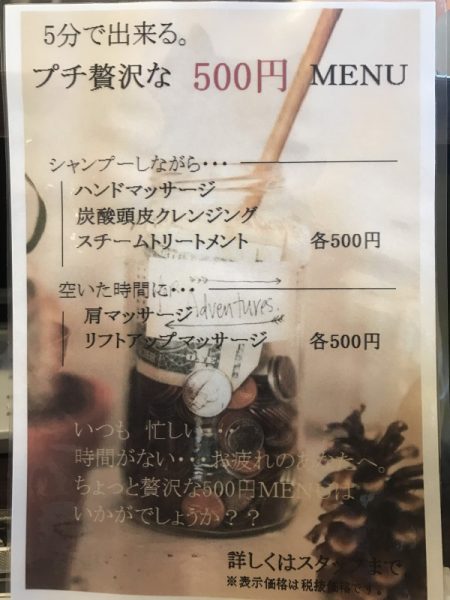 5分で出来る。
プチ贅沢な 500円 MENU
シャンプーしながら・・・
ハンドマッサージ
炭酸頭皮クレンジング
スチームトリートメント 各500円
空いた時間に・・・
Adventures.
肩マッサージ
リフトアップマッサージ 各500円
いつも 忙しい・・・
時間がない・・・お疲れのあなたへ。
ちょっと贅沢な500円MENUは
いかがでしょうか？？
詳しくはスタッフまで
※表示価格は税抜価格です。